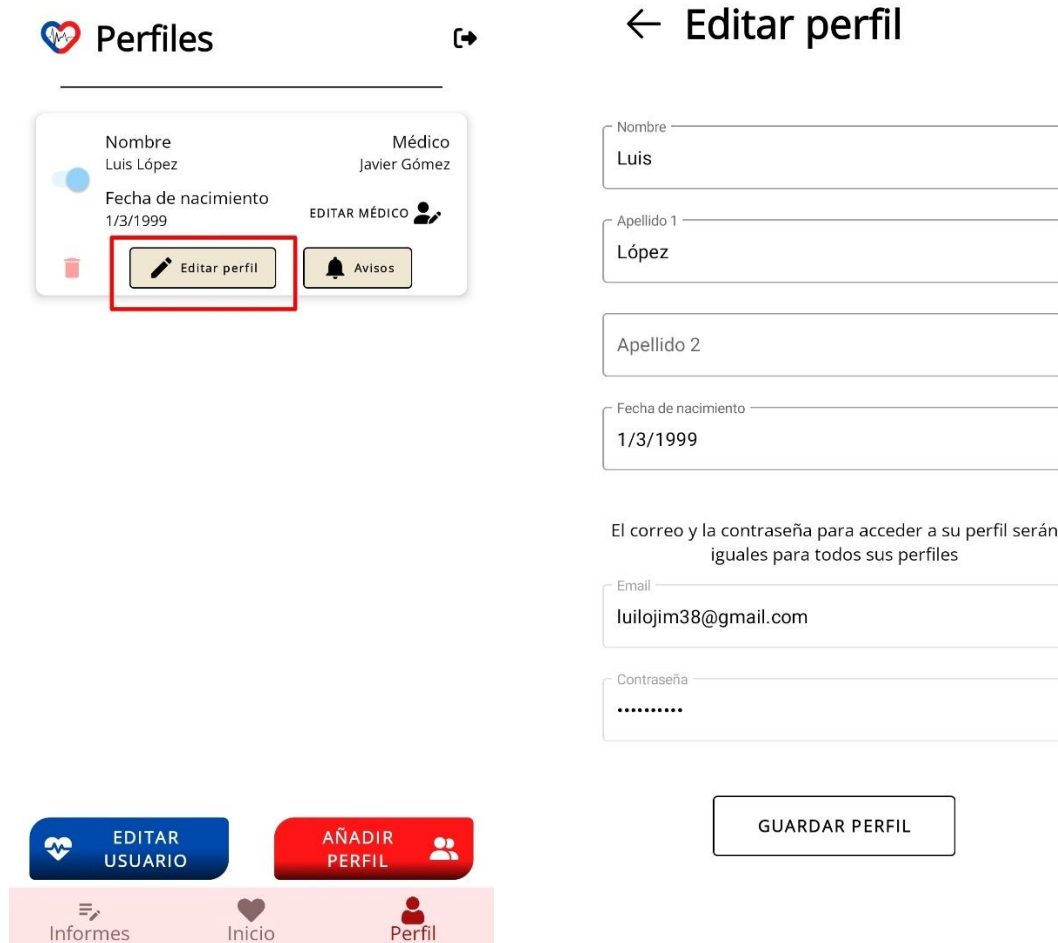 Perfiles
Nombre
Luis López
Médico
Javier Gómez
Fecha de nacimiento
1/3/1999
EDITAR MÉDICO
Editar perfil
Avisos
EDITAR
USUARIO
AÑADIR
PERFIL
Informes
Inicio
Perfil
Editar perfil
Nombre
Luis
Apellido 1
López
Apellido 2
Fecha de nacimiento
1/3/1999
El correo y la contraseña para acceder a su perfil serán
iguales para todos sus perfiles
Email
luilojim38@gmail.com
Contraseña
••••••••••
GUARDAR PERFIL